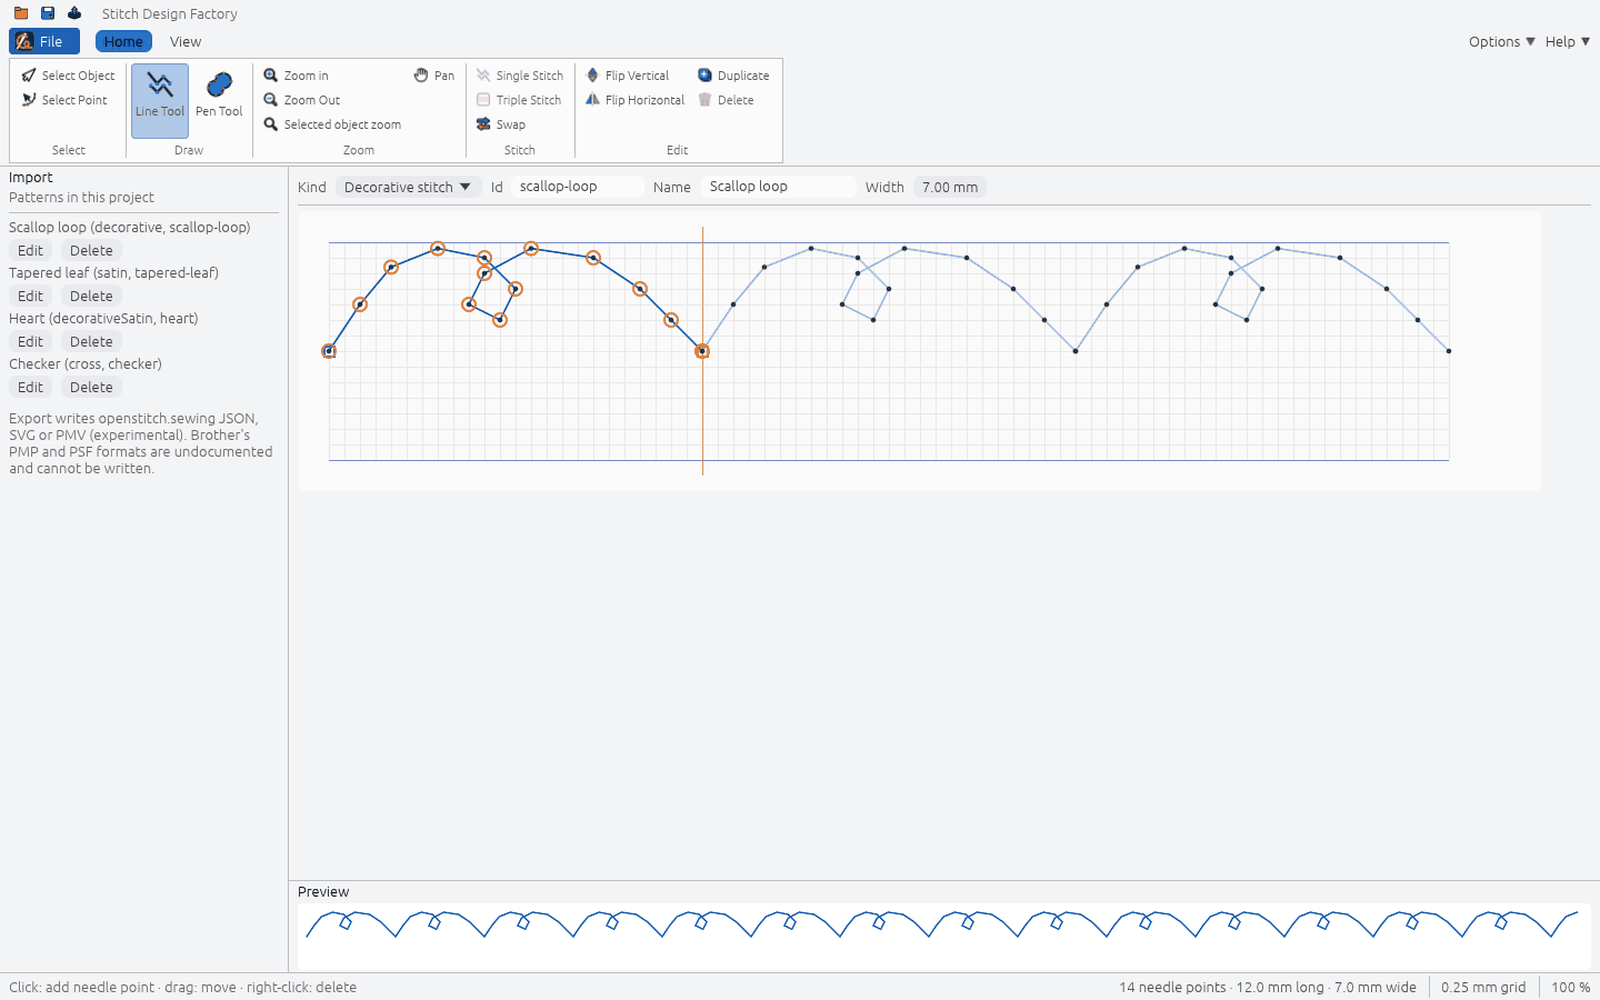 Stitch Design Factory
File Home View Options Help
Select Object
Select Point
Select
Line Tool Pen Tool
Draw
Zoom in Pan
Zoom Out
Selected object zoom
Zoom
Single Stitch
Triple Stitch
Swap
Stitch
Flip Vertical Duplicate
Flip Horizontal Delete
Edit
Import
Patterns in this project
Scallop loop (decorative, scallop-loop)
Edit Delete
Tapered leaf (satin, tapered-leaf)
Edit Delete
Heart (decorativeSatin, heart)
Edit Delete
Checker (cross, checker)
Edit Delete
Export writes openstitch.sewing JSON,
SVG or PMV (experimental). Brother's
PMP and PSF formats are undocumented
and cannot be written.
Kind Decorative stitch Id scallop-loop Name Scallop loop Width 7.00 mm
Preview
Click: add needle point · drag: move · right-click: delete
14 needle points · 12.0 mm long · 7.0 mm wide 0.25 mm grid 100 %